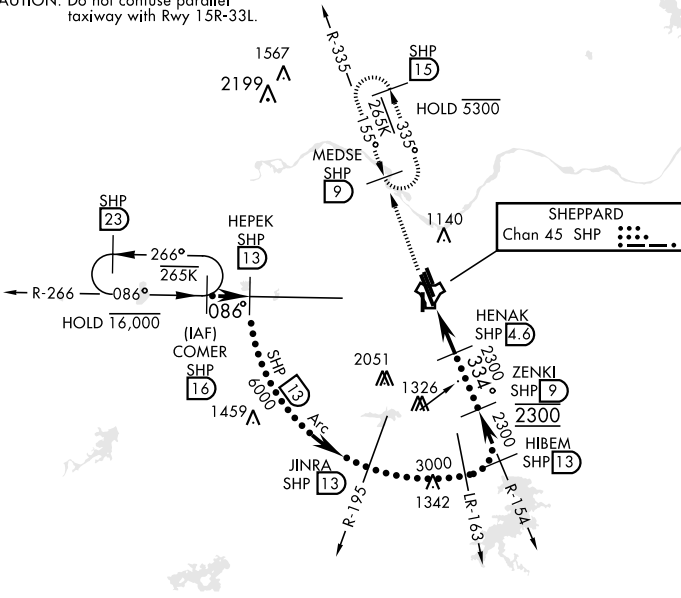 AUTION: Do not confuse parallel
taxiway with Rwy 15R-33L.
1567
2199
R-335
SHP
15
HOLD 5300
265K
335°
155°
MEDSE
SHP
9
SHP
23
HEPEK
SHP
13
1140
SHEPPARD
Chan 45 SHP
266°
265K
R-266
086°
086°
HOLD 16,000
(IAF)
COMER
SHP
16
HENAK
SHP 4.6
2300
334°
ZENKI
SHP 9
2300
2300
2051
1326
SHP 13
6000
Arc
1459
HIBEM
SHP 13
JINRA
SHP 13
3000
1342
R-195
LR-163
R-154